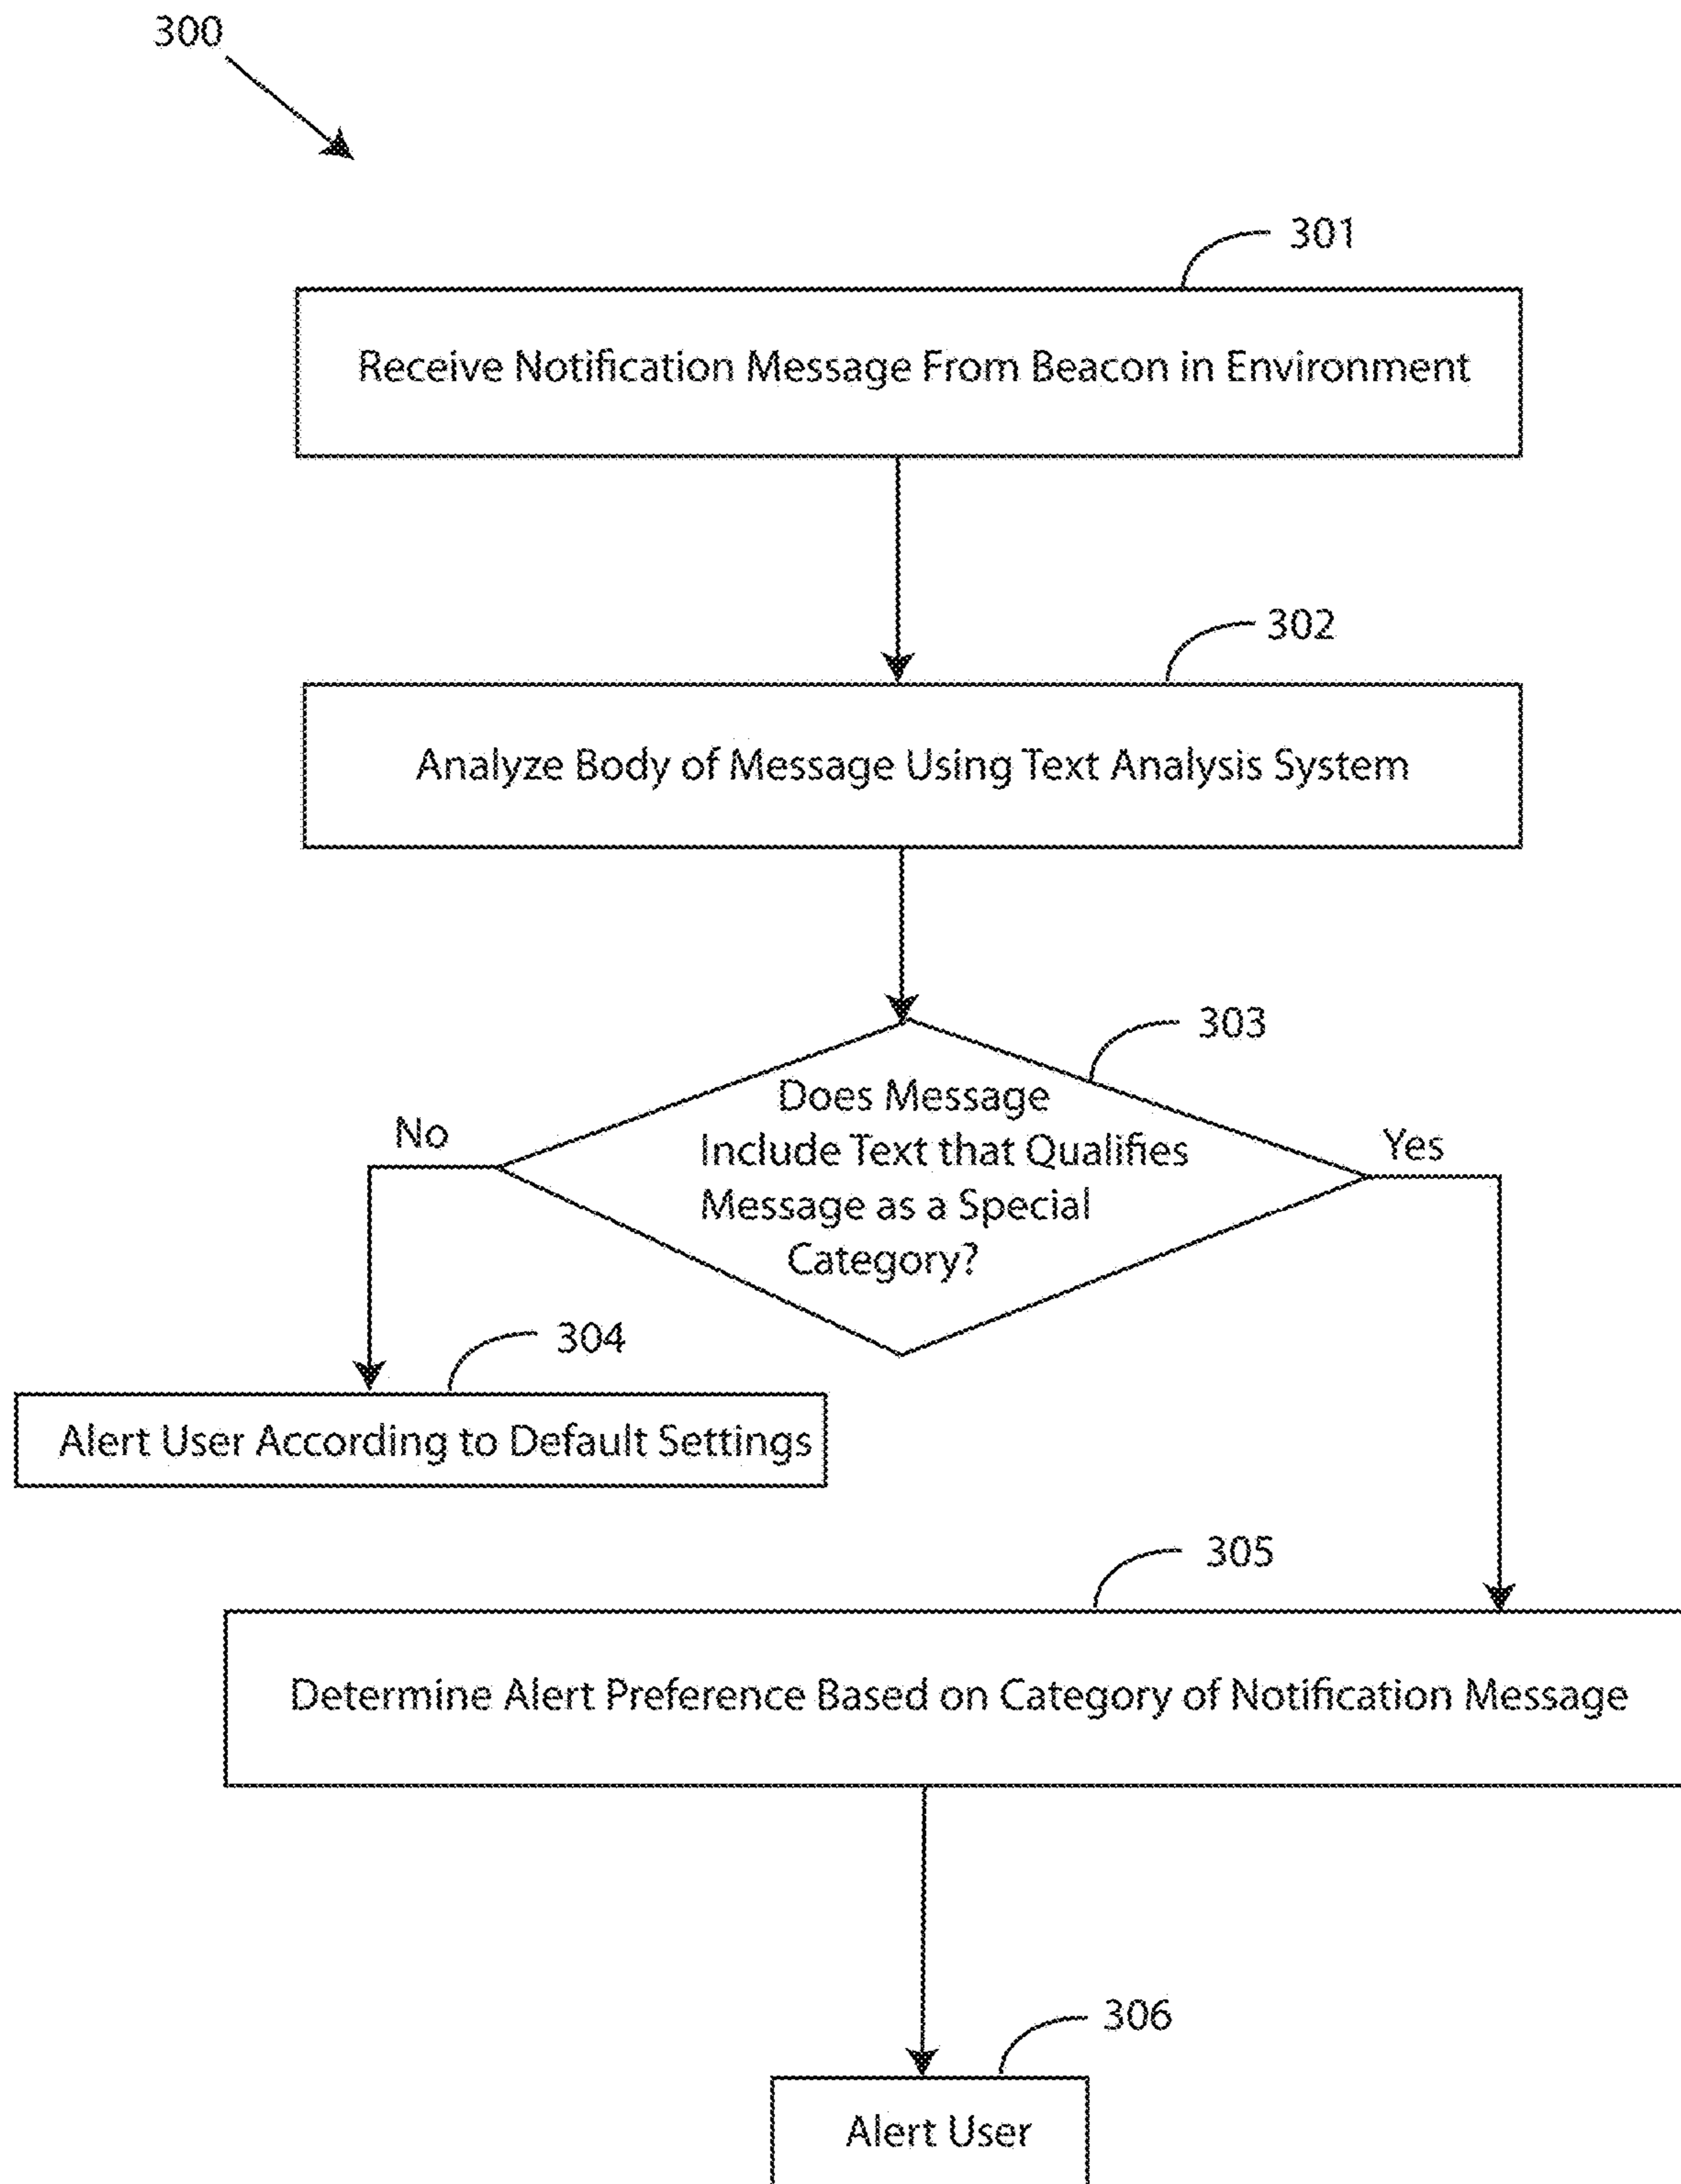 300
301
Receive Notification Message From Beacon in Environment
302
Analyze Body of Message Using Text Analysis System
303
Does Message
Include Text that Qualifies
Message as a Special
Category?
No
Yes
304
Alert User According to Default Settings
305
Determine Alert Preference Based on Category of Notification Message
306
Alert User